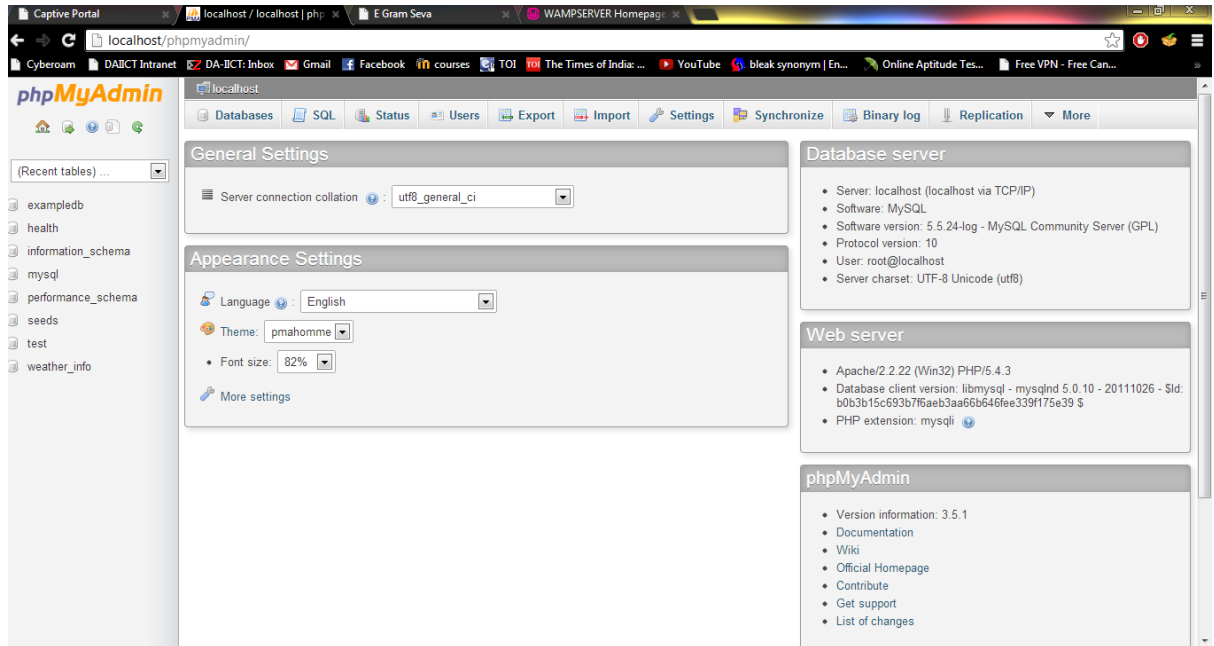 Captive Portal
localhost / localhost | php
E Gram Seva
WAMPSERVER Homepage
localhost/phpmyadmin/
Cyberoam DAIICT Intranet DA-IICT: Inbox Gmail Facebook courses TOI The Times of India: ... YouTube bleak synonym | En... Online Aptitude Tes... Free VPN - Free Can... »
phpMyAdmin
(Recent tables) ...
exampledb
health
information_schema
mysql
performance_schema
seeds
test
weather_info
localhost
Databases SQL Status Users Export Import Settings Synchronize Binary log Replication More
General Settings
Server connection collation : utf8_general_ci
Appearance Settings
Language : English
Theme: pmahomme
• Font size: 82%
More settings
Database server
• Server: localhost (localhost via TCP/IP)
• Software: MySQL
• Software version: 5.5.24-log - MySQL Community Server (GPL)
• Protocol version: 10
• User: root@localhost
• Server charset: UTF-8 Unicode (utf8)
Web server
• Apache/2.2.22 (Win32) PHP/5.4.3
• Database client version: libmysql - mysqlnd 5.0.10 - 20111026 - $Id:
b0b3b15c693b7f6aeb3aa66b646fee339f175e39 $
• PHP extension: mysqli
phpMyAdmin
• Version information: 3.5.1
• Documentation
• Wiki
• Official Homepage
• Contribute
• Get support
• List of changes